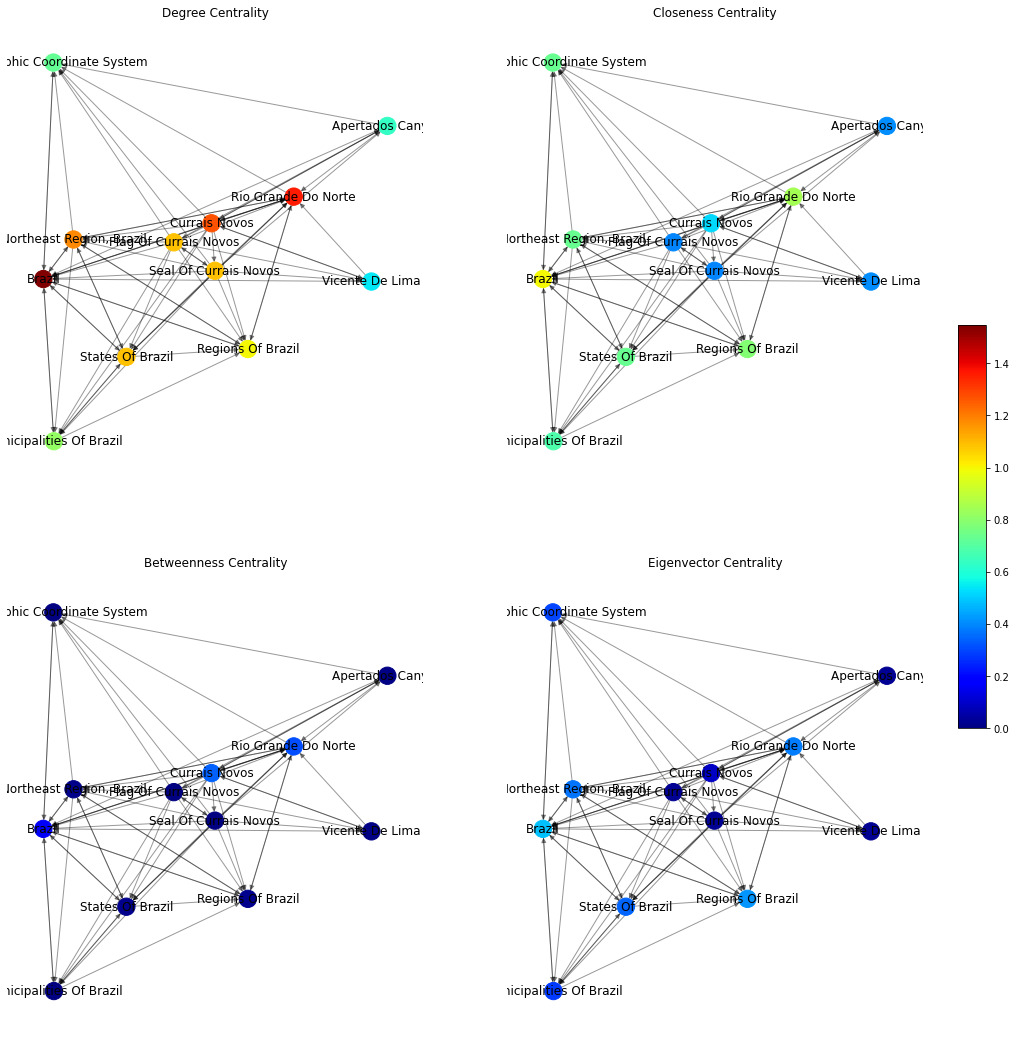 Degree Centrality
Closeness Centrality
phic Coordinate System
Apertados Cany
Rio Grande Do Norte
Currais Novos
Northeast Region, Brazil
Flag Of Currais Novos
Brazil
Seal Of Currais Novos
Vicente De Lima
States Of Brazil
Regions Of Brazil
nicipalities Of Brazil
phic Coordinate System
Apertados Cany
Rio Grande Do Norte
Currais Novos
Northeast Region, Brazil
Flag Of Currais Novos
Brazil
Seal Of Currais Novos
Vicente De Lima
States Of Brazil
Regions Of Brazil
nicipalities Of Brazil
1.4
1.2
1.0
0.8
0.6
0.4
0.2
0.0
Betweenness Centrality
Eigenvector Centrality
phic Coordinate System
Apertados Cany
Rio Grande Do Norte
Currais Novos
Northeast Region, Brazil
Flag Of Currais Novos
Brazil
Seal Of Currais Novos
Vicente De Lima
States Of Brazil
Regions Of Brazil
nicipalities Of Brazil
phic Coordinate System
Apertados Cany
Rio Grande Do Norte
Currais Novos
Northeast Region, Brazil
Flag Of Currais Novos
Brazil
Seal Of Currais Novos
Vicente De Lima
States Of Brazil
Regions Of Brazil
nicipalities Of Brazil